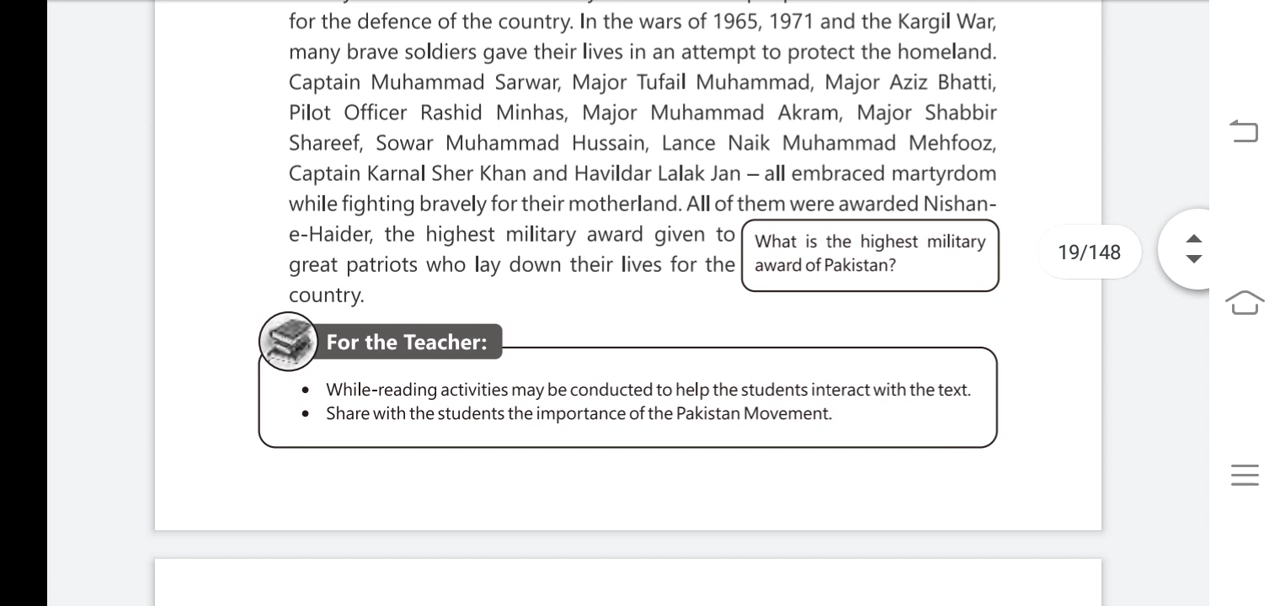 for the defence of the country. In the wars of 1965, 1971 and the Kargil War,
many brave soldiers gave their lives in an attempt to protect the homeland.
Captain Muhammad Sarwar, Major Tufail Muhammad, Major Aziz Bhatti,
Pilot Officer Rashid Minhas, Major Muhammad Akram, Major Shabbir
Shareef, Sowar Muhammad Hussain, Lance Naik Muhammad Mehfooz,
Captain Karnal Sher Khan and Havildar Lalak Jan – all embraced martyrdom
while fighting bravely for their motherland. All of them were awarded Nishan-
e-Haider, the highest military award given to
great patriots who lay down their lives for the
country.
What is the highest military
award of Pakistan?
19/148
For the Teacher:
• While-reading activities may be conducted to help the students interact with the text.
• Share with the students the importance of the Pakistan Movement.